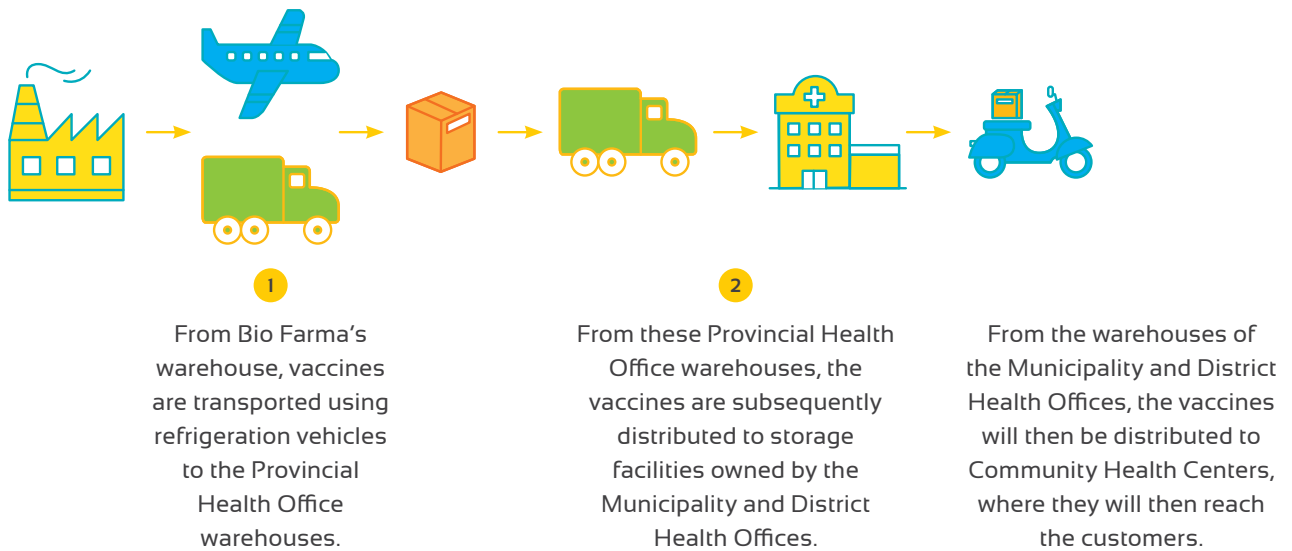 1
From Bio Farma's
warehouse, vaccines
are transported using
refrigeration vehicles
to the Provincial
Health Office
warehouses.
2
From these Provincial Health
Office warehouses, the
vaccines are subsequently
distributed to storage
facilities owned by the
Municipality and District
Health Offices.
From the warehouses of
the Municipality and District
Health Offices, the vaccines
will then be distributed to
Community Health Centers,
where they will then reach
the customers.